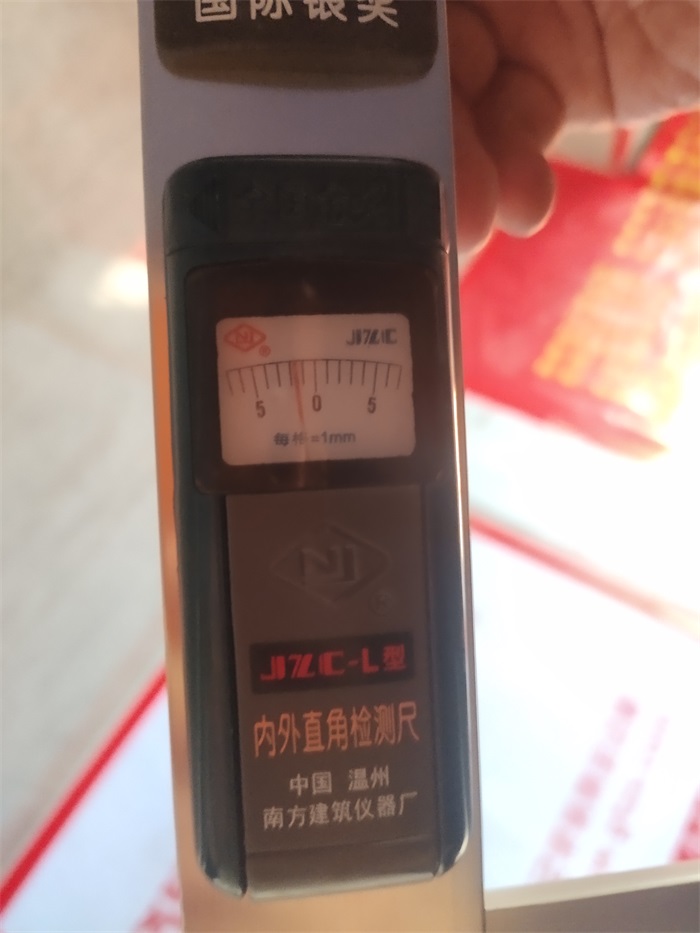 国际银奖
JZC
5 0 5
每格=1mm
JZC-L型
内外直角检测尺
中国 温州
南方建筑仪器厂